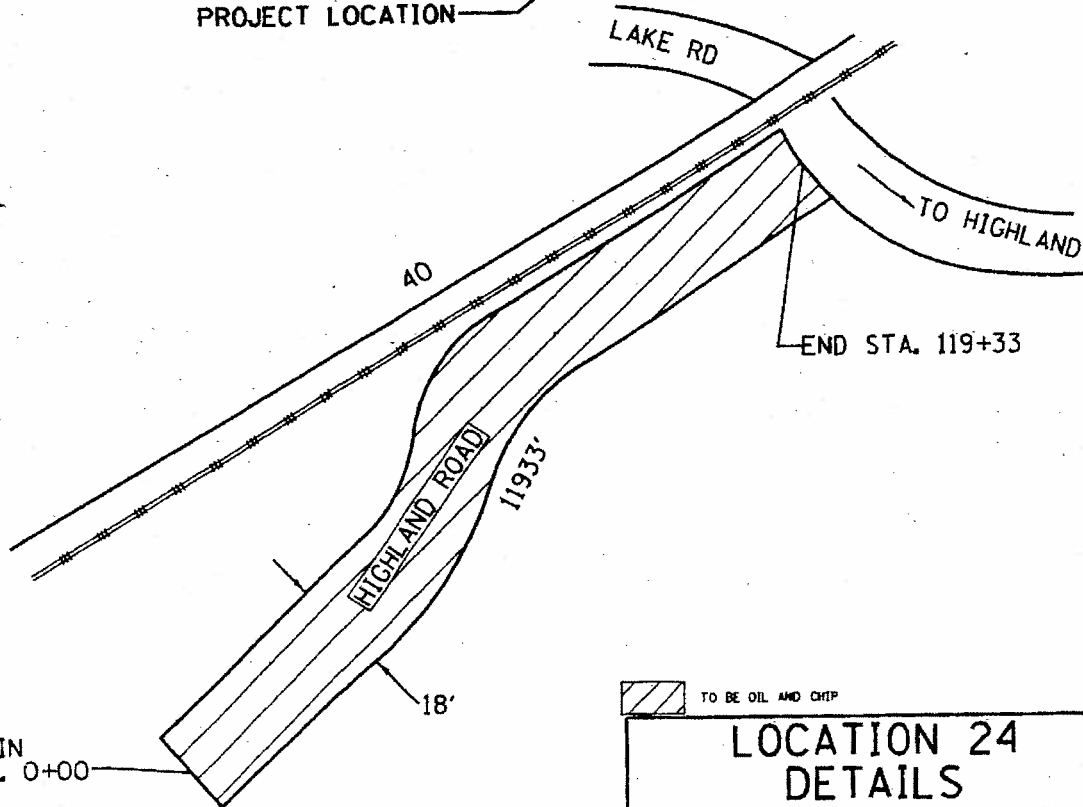 PROJECT LOCATION
LAKE RD
TO HIGHLAND
40
END STA. 119+33
HIGHLAND ROAD
11933'
18'
IN
. 0+00
TO BE OIL AND CHIP
LOCATION 24
DETAILS